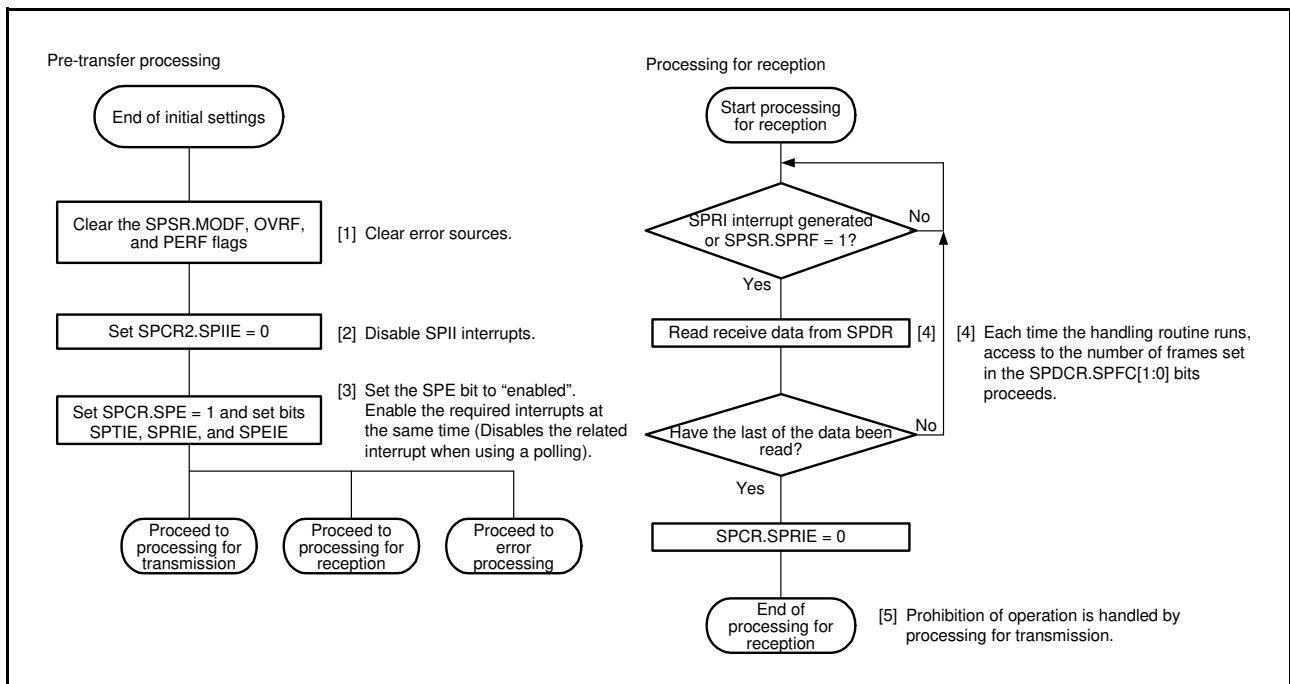 Pre-transfer processing
End of initial settings
Clear the SPSR.MODF, OVRF,
and PERF flags
[1] Clear error sources.
Set SPCR2.SPIIE = 0
[2] Disable SPII interrupts.
Set SPCR.SPE = 1 and set bits
SPTIE, SPRIE, and SPEIE
[3] Set the SPE bit to “enabled”.
Enable the required interrupts at
the same time (Disables the related
interrupt when using a polling).
Proceed to
processing for
transmission
Proceed to
processing for
reception
Proceed to
error
processing
Processing for reception
Start processing
for reception
SPRI interrupt generated
or SPSR.SPRF = 1?
No
Yes
Read receive data from SPDR
[4]
[4] Each time the handling routine runs,
access to the number of frames set
in the SPDCR.SPFC[1:0] bits
proceeds.
Have the last of the data been
read?
No
Yes
SPCR.SPRIE = 0
End of
processing for
reception
[5] Prohibition of operation is handled by
processing for transmission.